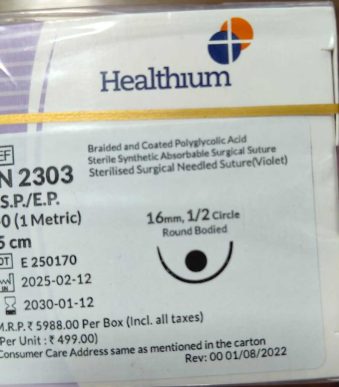 Healthium
Braided and Coated Polyglycolic Acid
Sterile Synthetic Absorbable Surgical Suture
Sterilised Surgical Needled Suture(Violet)
EF
N 2303
S.P./E.P.
-0 (1 Metric)
5 cm
16mm, 1/2 Circle
Round Bodied
OT E 250170
2025-02-12
2030-01-12
M.R.P.₹ 5988.00 Per Box (Incl. all taxes)
Per Unit : ₹ 499.00)
Consumer Care Address same as mentioned in the carton
Rev: 00 01/08/2022